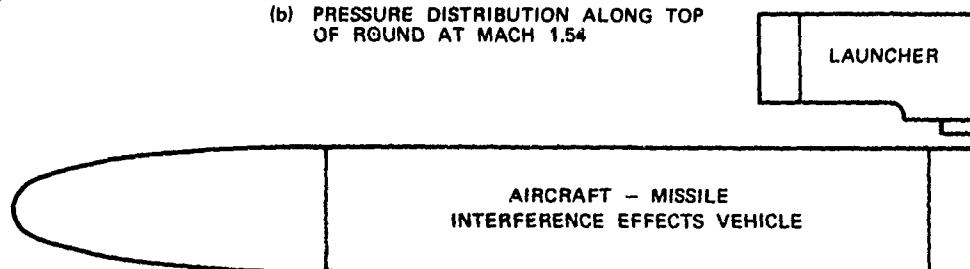 (b) PRESSURE DISTRIBUTION ALONG TOP
OF ROUND AT MACH 1.54
LAUNCHER
AIRCRAFT – MISSILE
INTERFERENCE EFFECTS VEHICLE